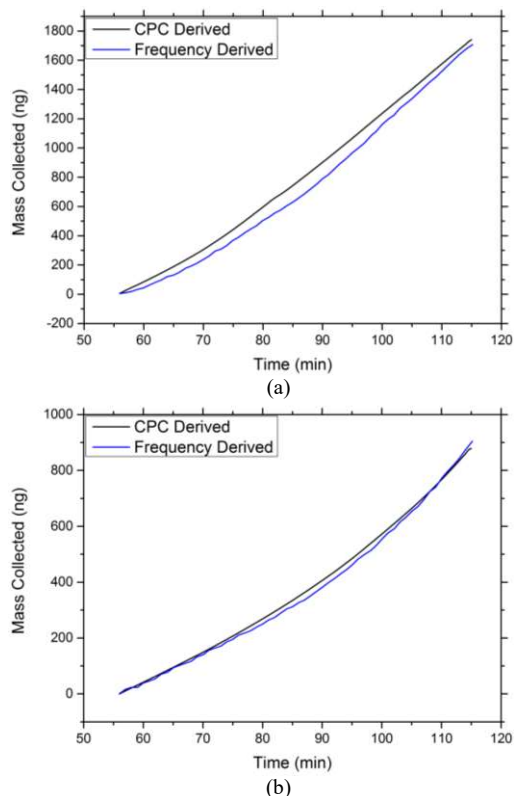 CPC Derived
Frequency Derived
1800
1600
1400
1200
1000
800
600
400
200
0
-200
Mass Collected (ng)
50 60 70 80 90 100 110 120
Time (min)
(a)
CPC Derived
Frequency Derived
1000
800
600
400
200
0
Mass Collected (ng)
50 60 70 80 90 100 110 120
Time (min)
(b)